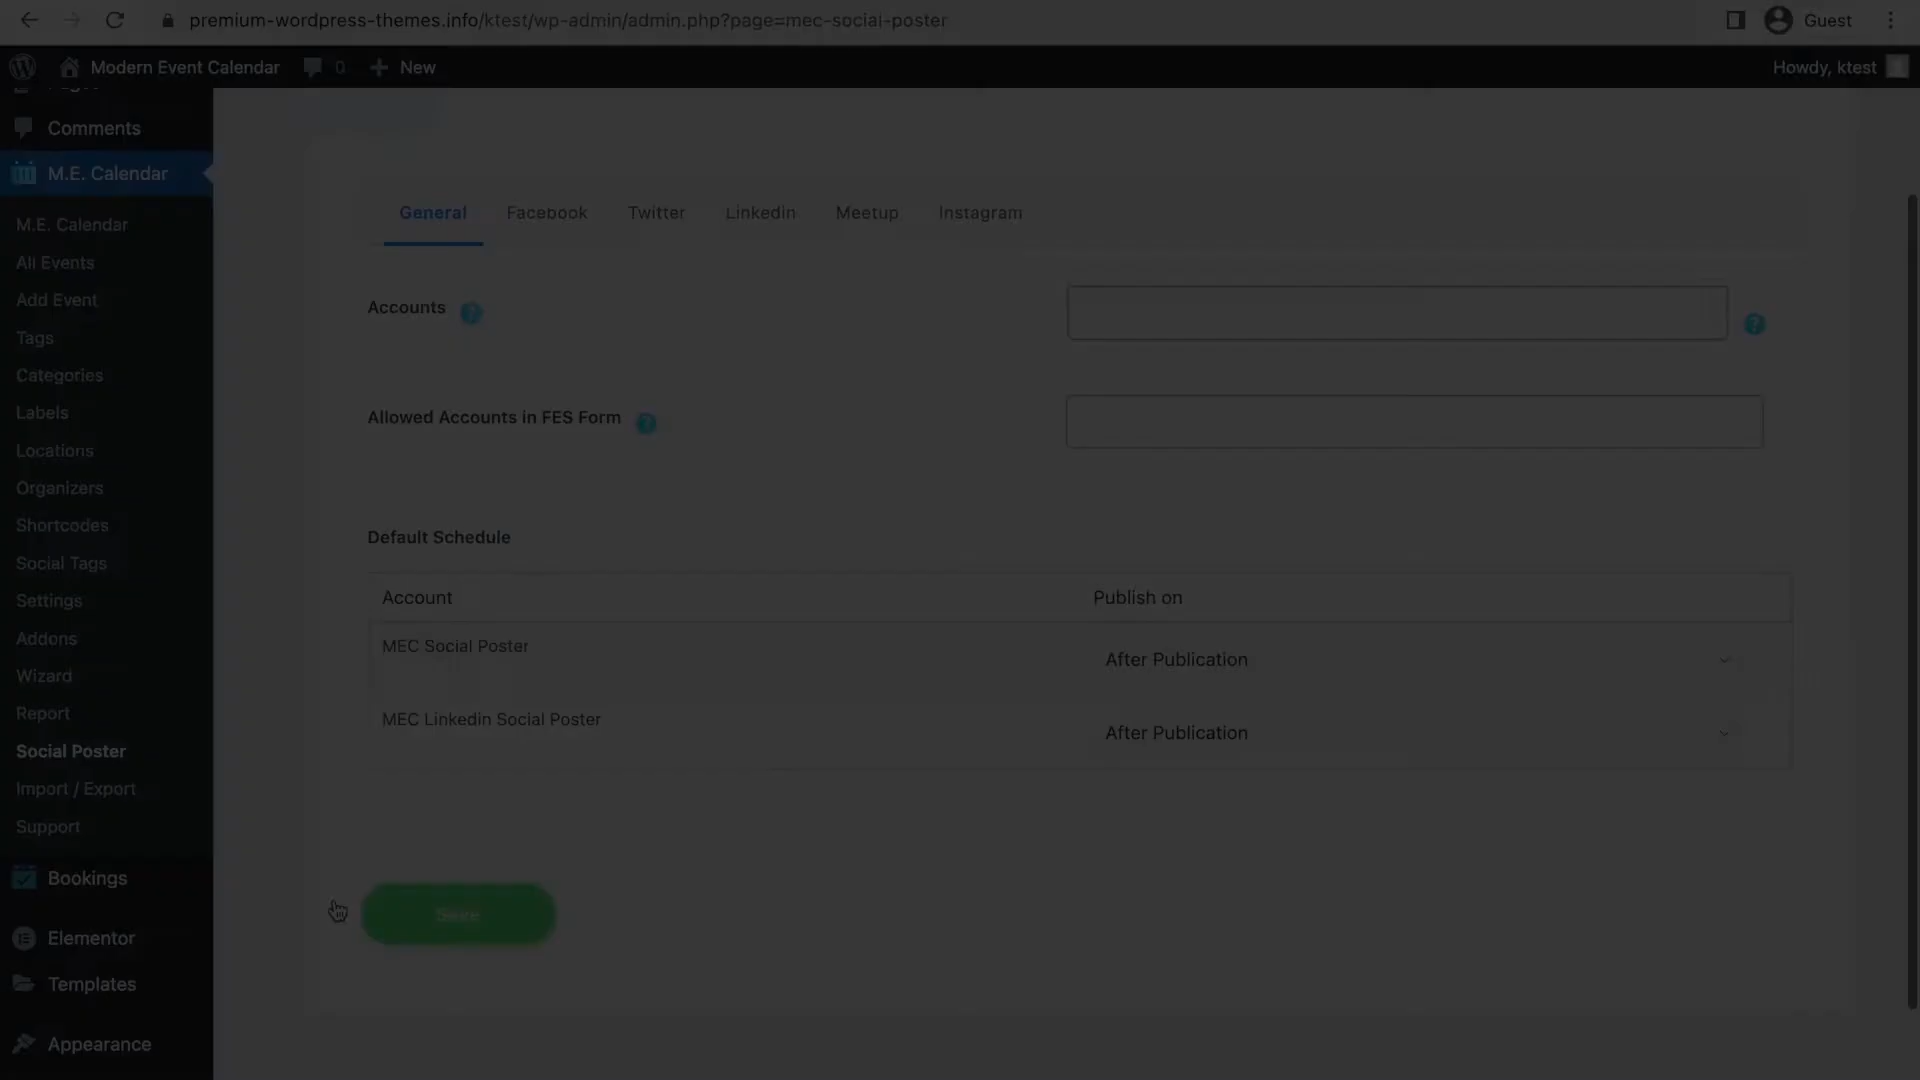 premium-wordpress-themes.info/ktest/wp-admin/admin.php?page=mec-social-poster
Guest
Modern Event Calendar
0
New
Howdy, ktest
Comments
M.E. Calendar
M.E. Calendar
All Events
Add Event
Tags
Categories
Labels
Locations
Organizers
Shortcodes
Social Tags
Settings
Addons
Wizard
Report
Social Poster
Import / Export
Support
Bookings
Elementor
Templates
Appearance
General Facebook Twitter Linkedin Meetup Instagram
Accounts ?
?
Allowed Accounts in FES Form ?
Default Schedule
Account Publish on
MEC Social Poster
After Publication
MEC Linkedin Social Poster
After Publication
Save